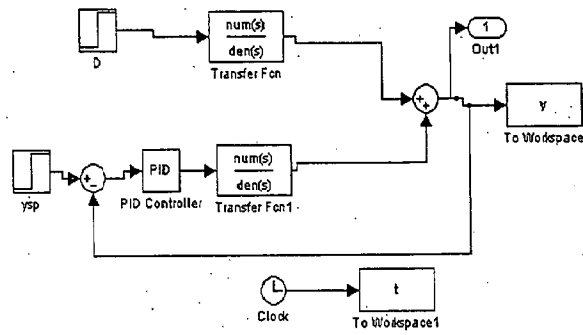 D
num(s)
den(s)
Transfer Fcn
1
Out1
+
+
y
To Workspace
ysp
+
−
PID
PID Controller
num(s)
den(s)
Transfer Fcn1
Clock
t
To Workspace1